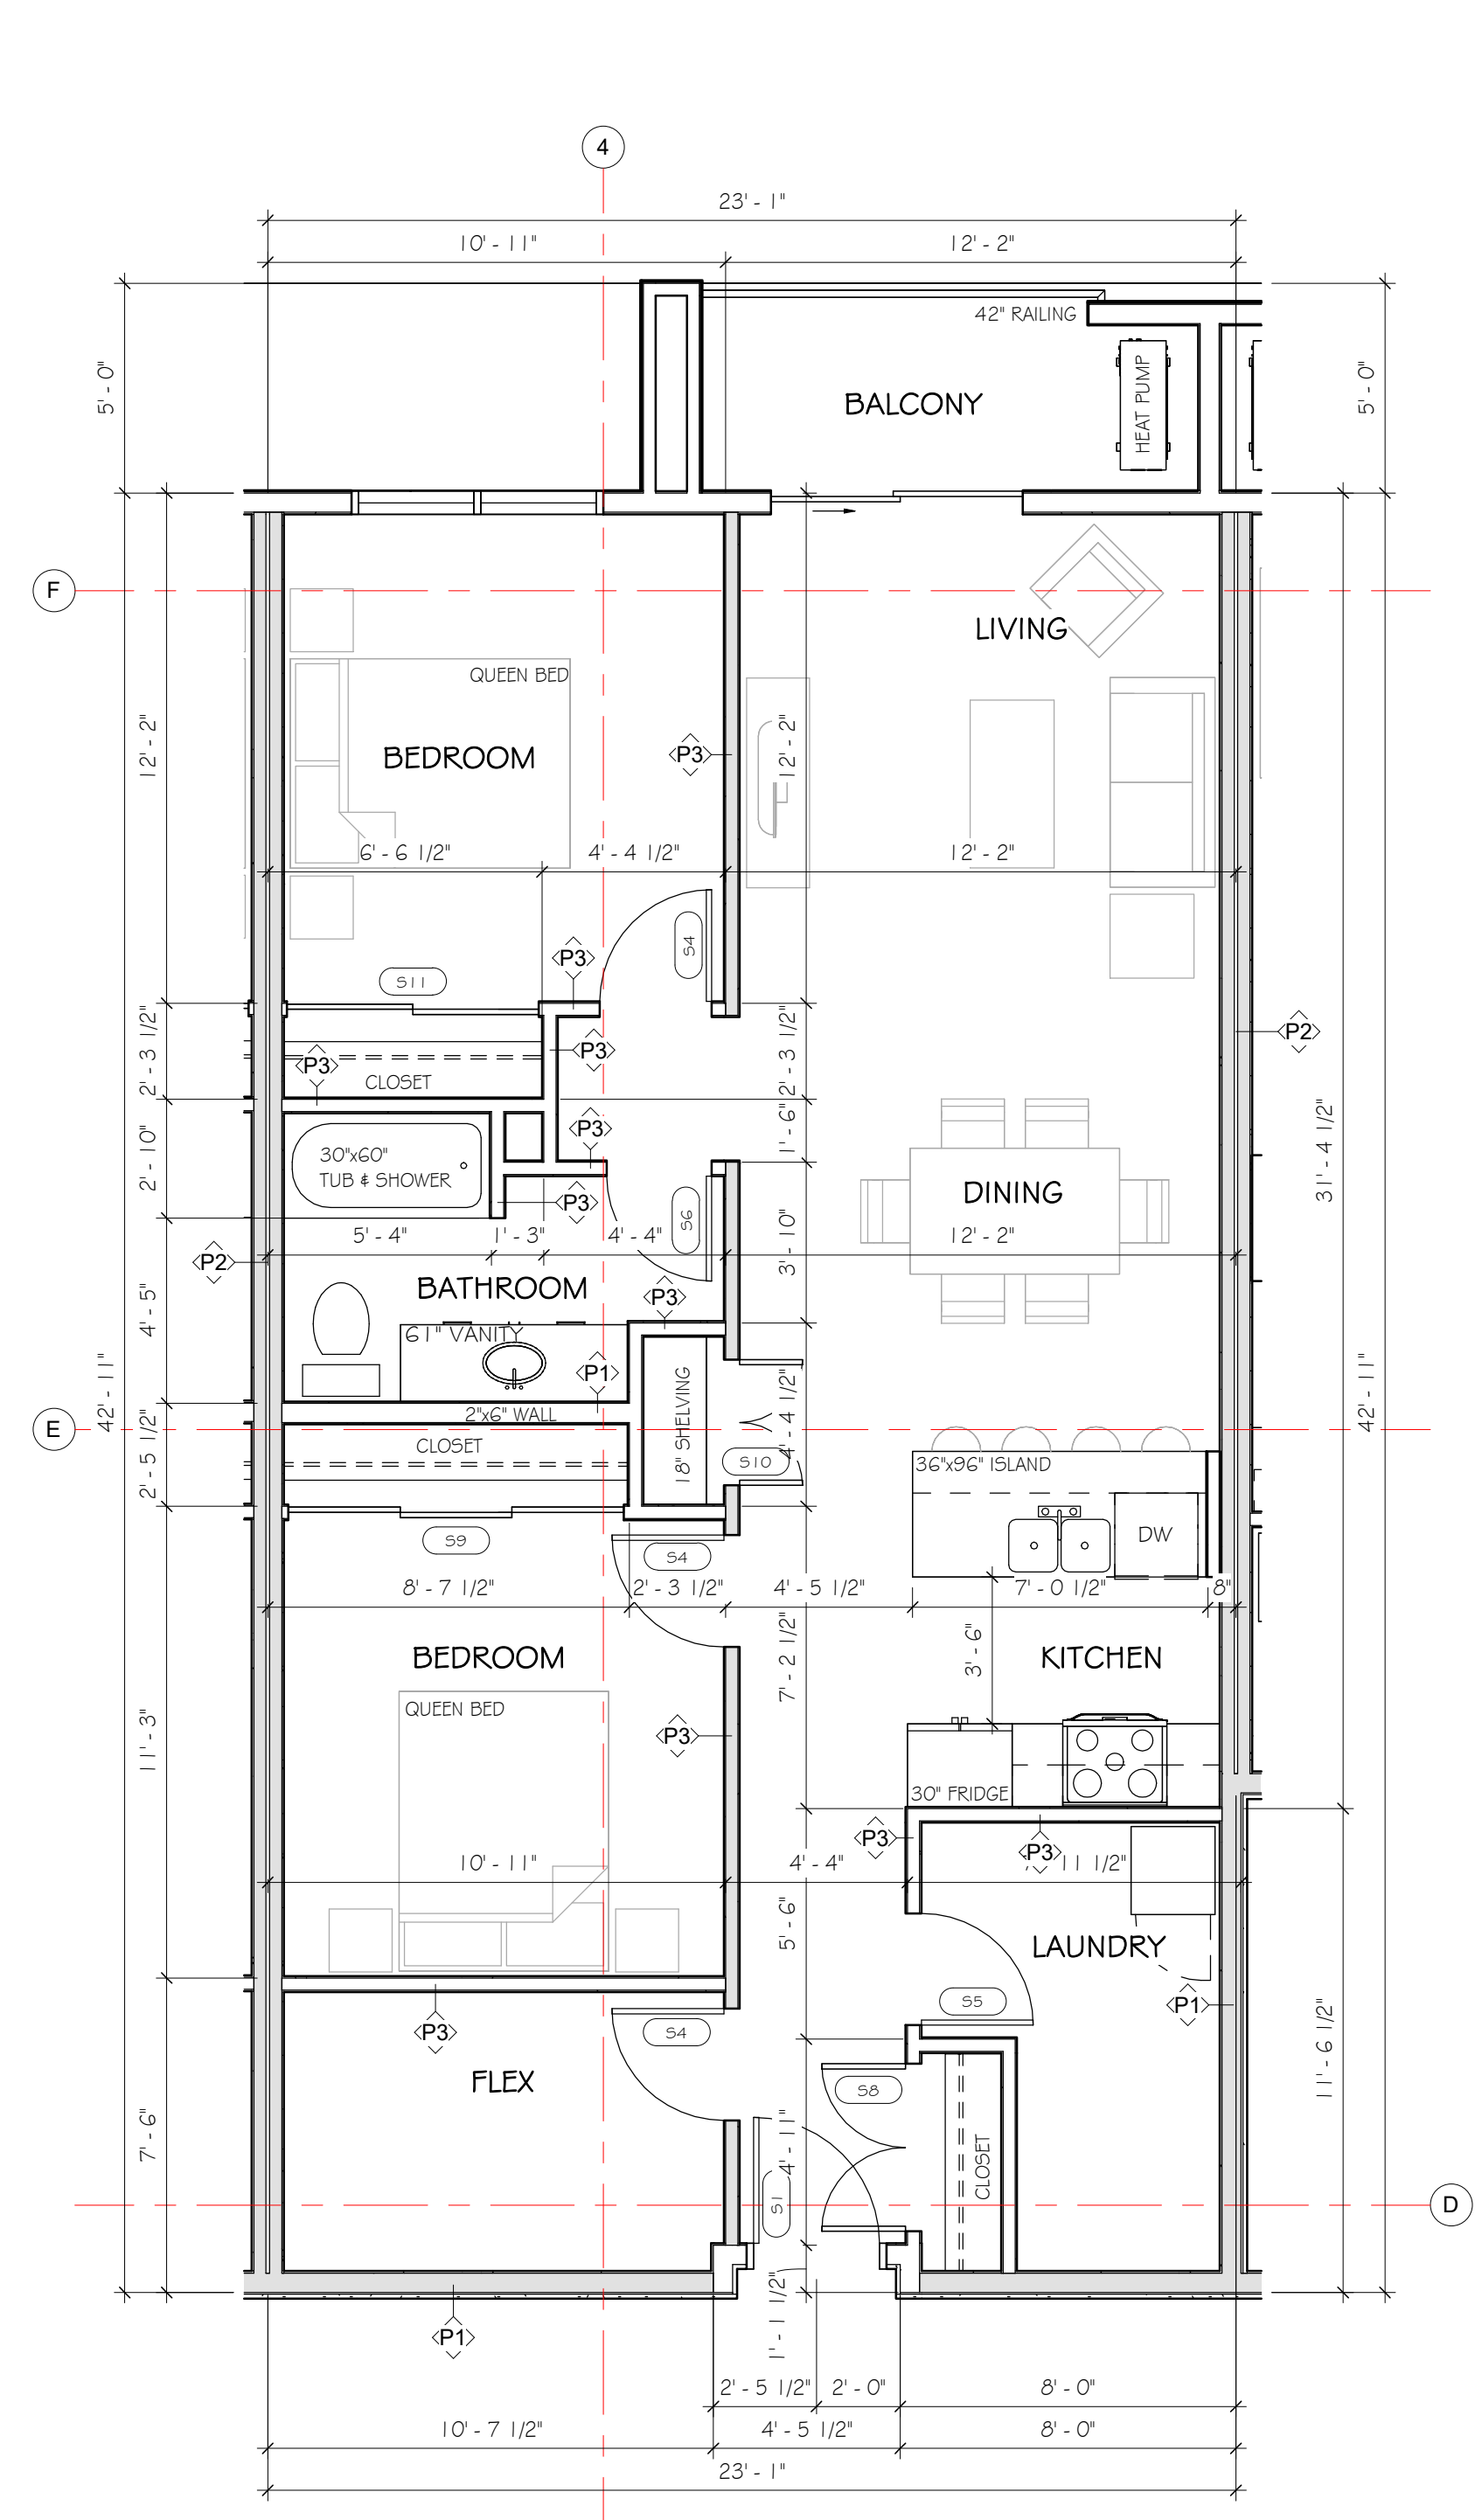 4
23' - 1"
10' - 11"
12' - 2"
42" RAILING
5' - 0"
HEAT PUMP
5' - 0"
BALCONY
F
LIVING
QUEEN BED
12' - 2"
P3
12' - 2"
BEDROOM
6' - 6 1/2"
4' - 4 1/2"
12' - 2"
S4
P3
S11
P2
2' - 3 1/2"
P3
P3
2' - 3 1/2"
CLOSET
31' - 4 1/2"
1' - 6"
P3
2' - 10"
30"x60"
TUB & SHOWER
DINING
P3
S6
5' - 4"
1' - 3"
4' - 4"
3' - 10"
12' - 2"
P2
BATHROOM
P3
4' - 5"
61" VANITY
P1
42' - 11"
18" SHELVING
4' - 4 1/2"
42' - 11"
2"x6" WALL
E
2' - 5 1/2"
CLOSET
S10
36"x96" ISLAND
DW
S9
S4
8' - 7 1/2"
2' - 3 1/2"
4' - 5 1/2"
7' - 0 1/2"
8"
BEDROOM
7' - 2 1/2"
3' - 6"
KITCHEN
QUEEN BED
11' - 3"
P3
30" FRIDGE
P3
P3
10' - 11"
4' - 4"
11 1/2"
5' - 6"
LAUNDRY
S5
P1
P3
S4
11' - 6 1/2"
FLEX
S8
7' - 6"
4' - 11"
CLOSET
S1
D
1' - 1 1/2"
P1
2' - 5 1/2"
2' - 0"
8' - 0"
10' - 7 1/2"
4' - 5 1/2"
8' - 0"
23' - 1"